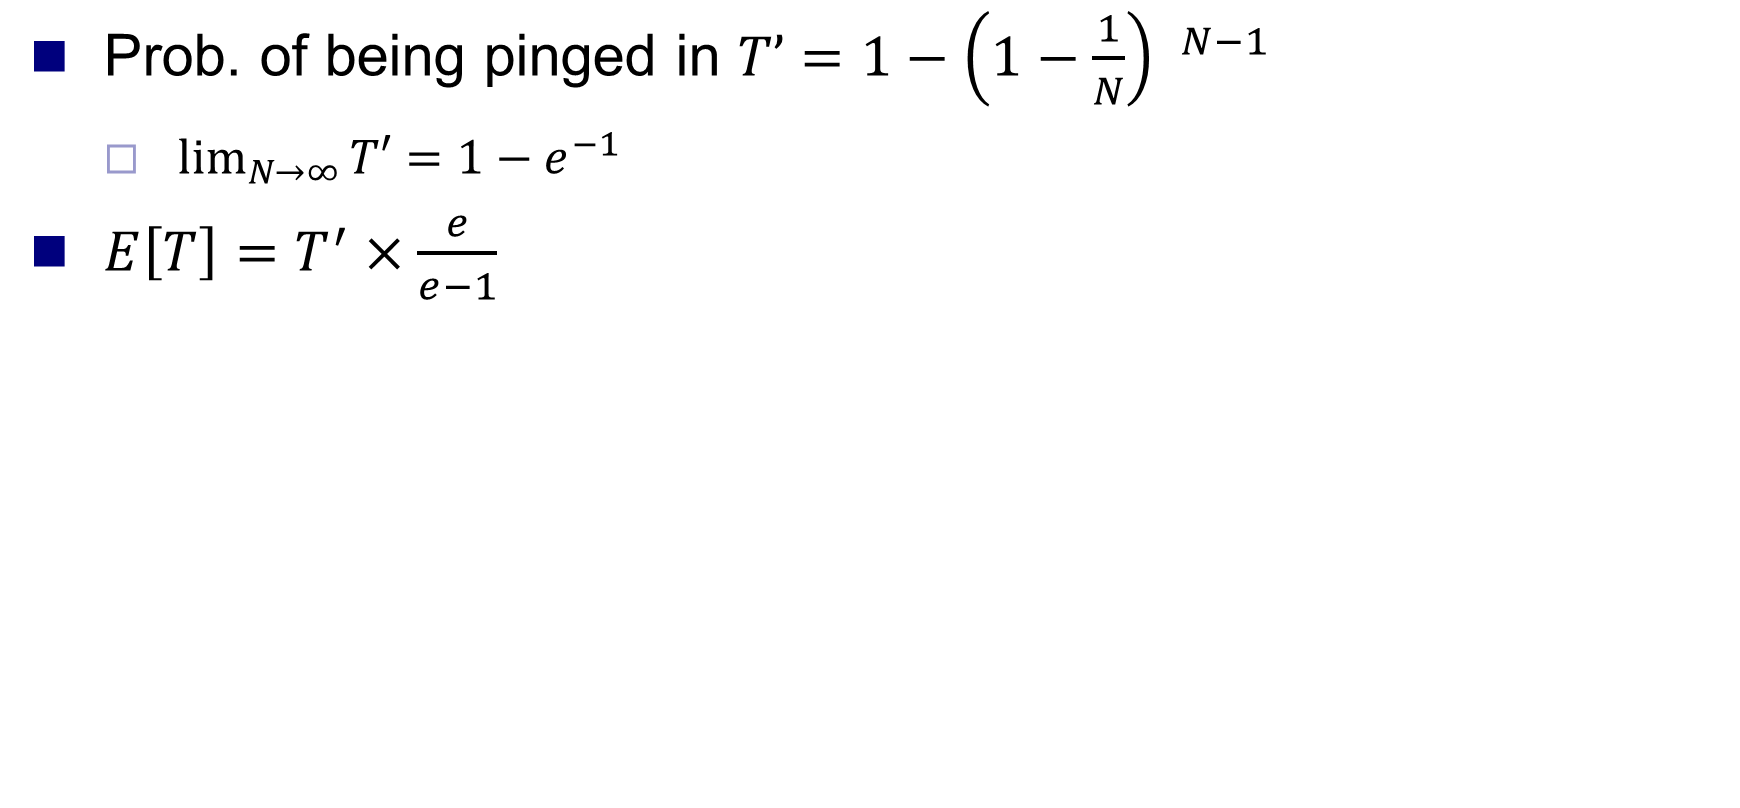 ■ Prob. of being pinged in T’ = 1 − (1 − 1/N)^{N−1}
□ lim_{N→∞} T′ = 1 − e^{−1}
■ E[T] = T′ × e/(e−1)